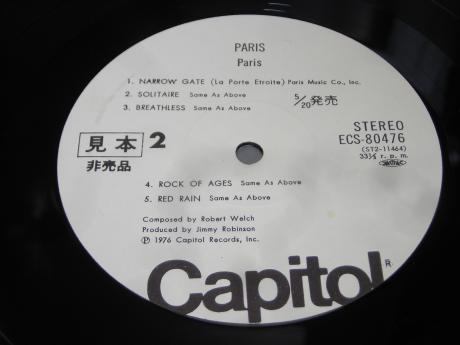 PARIS
Paris
1. NARROW GATE (La Porte Etroite) Paris Music Co., Inc.
2. SOLITAIRE Same As Above
3. BREATHLESS Same As Above
5/20発売
見本 2
非売品
STEREO
ECS-80476
(ST2-11464)
33⅓ r. p. m.
4. ROCK OF AGES Same As Above
5. RED RAIN Same As Above
Composed by Robert Welch
Produced by Jimmy Robinson
Ⓟ 1976 Capitol Records, Inc.
Capitol®